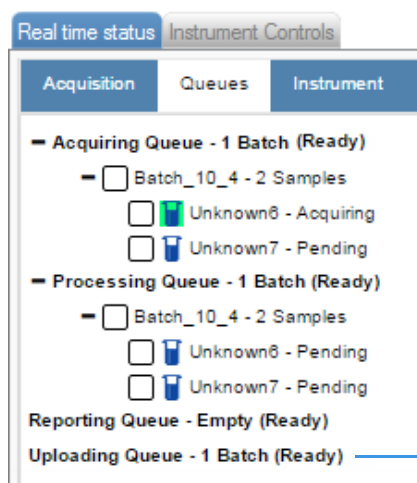 Real time status Instrument Controls
Acquisition Queues Instrument
Acquiring Queue - 1 Batch (Ready)
Batch_10_4 - 2 Samples
Unknown6 - Acquiring
Unknown7 - Pending
Processing Queue - 1 Batch (Ready)
Batch_10_4 - 2 Samples
Unknown6 - Pending
Unknown7 - Pending
Reporting Queue - Empty (Ready)
Uploading Queue - 1 Batch (Ready)